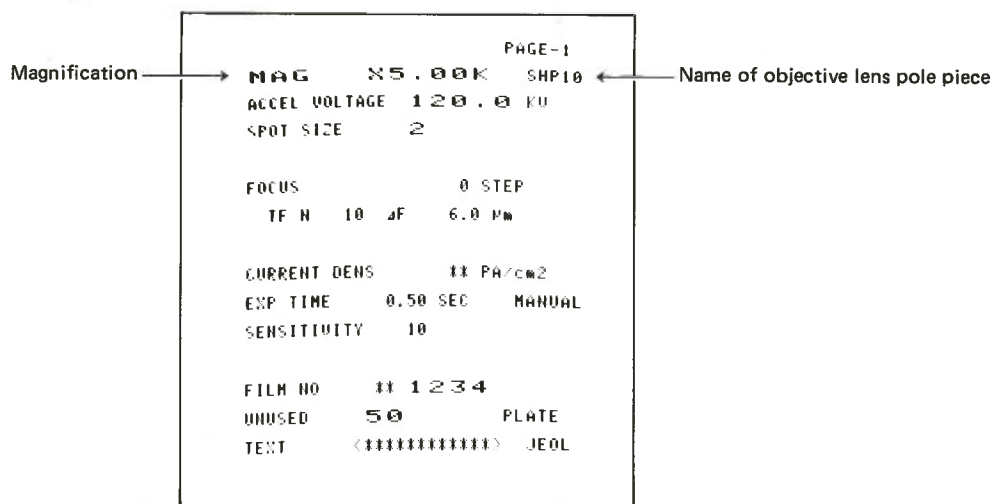 PAGE-1
Magnification MAG X5.00K SHP10 Name of objective lens pole piece
ACCEL VOLTAGE 120.0 KV
SPOT SIZE 2
FOCUS 0 STEP
TF N 10 ΔF 6.0 μm
CURRENT DENS ** PA/cm2
EXP TIME 0.50 SEC MANUAL
SENSITIVITY 10
FILM NO ** 1234
UNUSED 50 PLATE
TEXT <************> JEOL